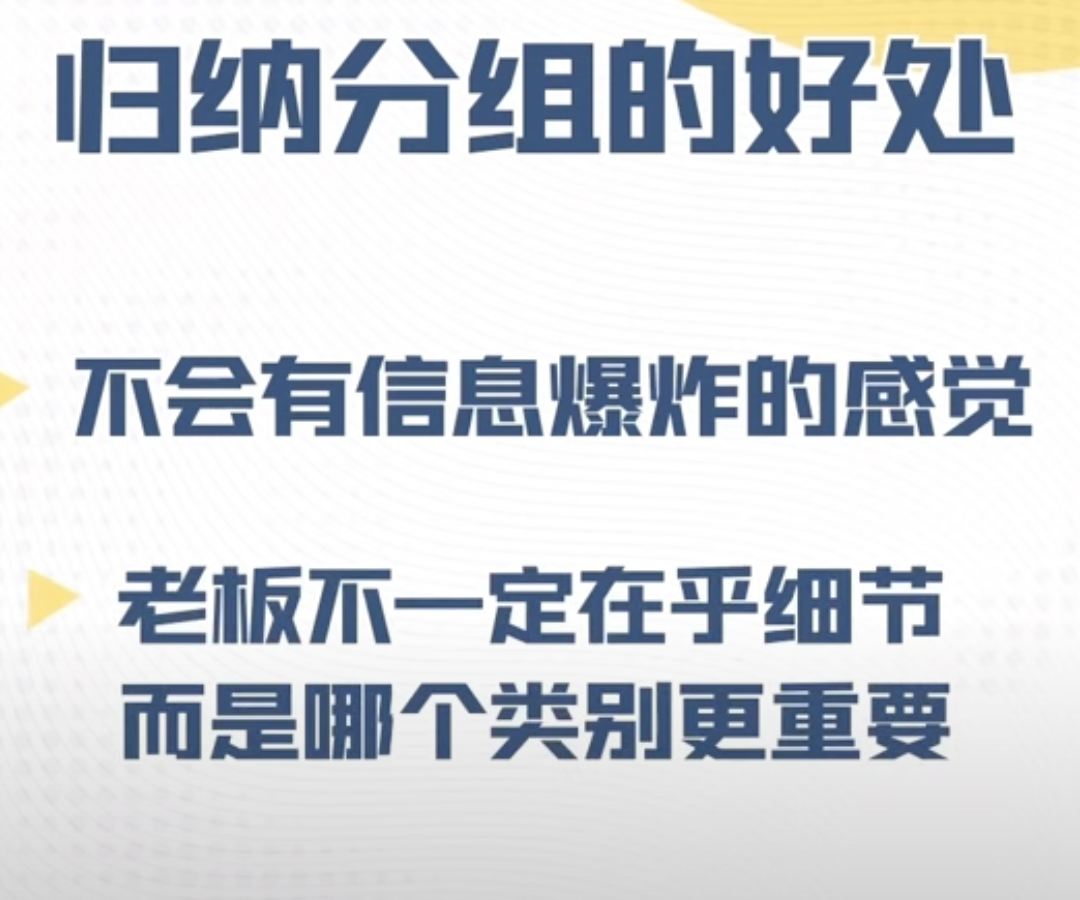 归纳分组的好处
不会有信息爆炸的感觉
老板不一定在乎细节
而是哪个类别更重要